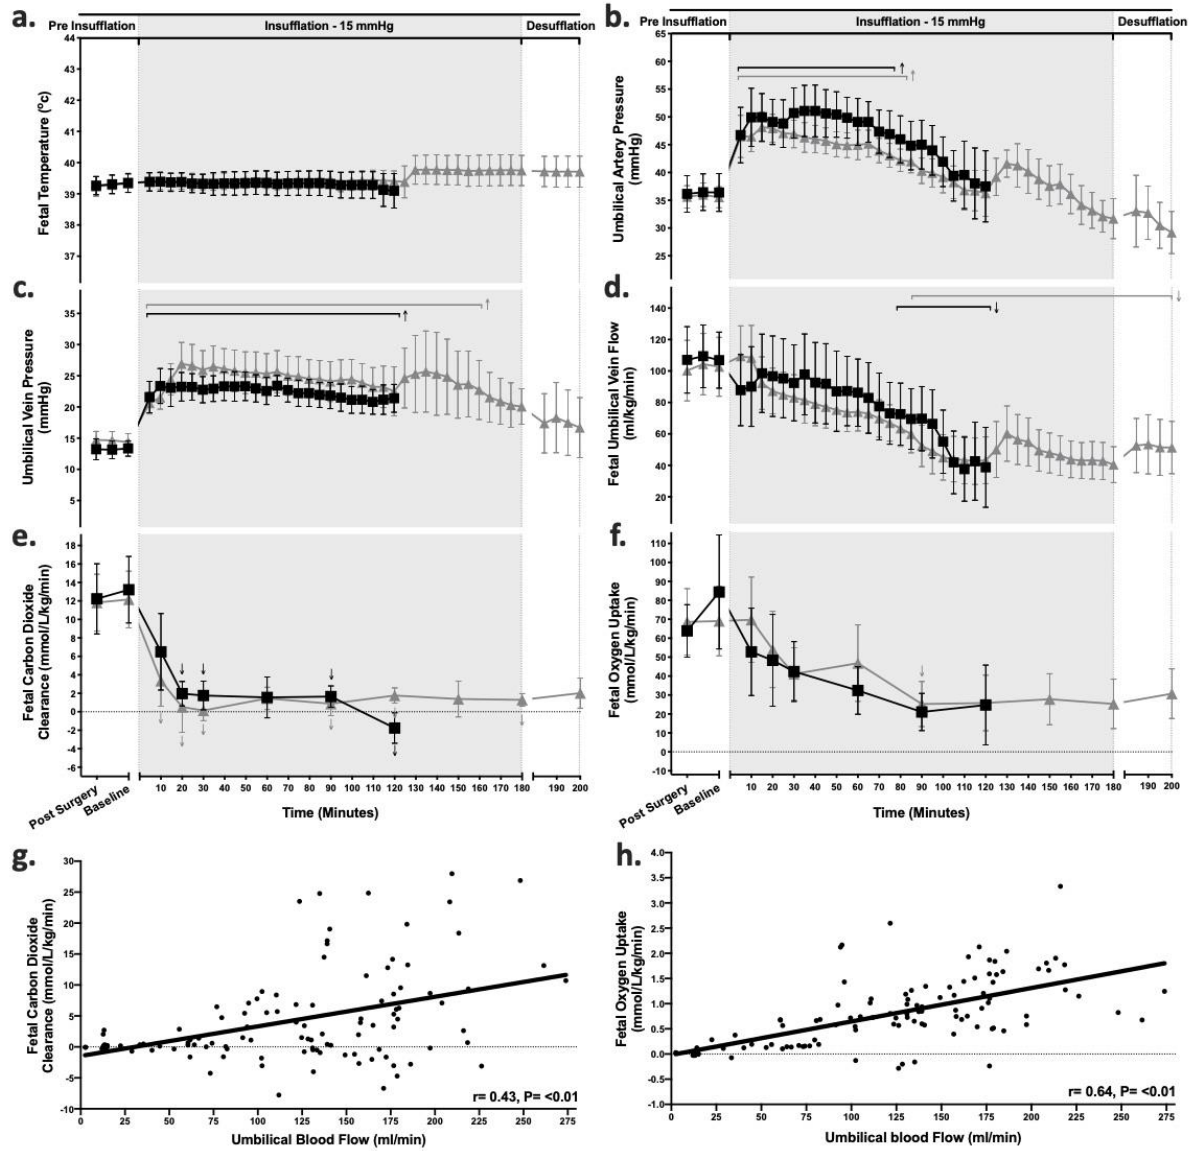 a.
Pre Insufflation
Insufflation - 15 mmHg
Desufflation
Fetal Temperature (°c)
44
43
42
41
40
39
38
37
b.
Pre Insufflation
Insufflation - 15 mmHg
Desufflation
Umbilical Artery Pressure
(mmHg)
65
60
55
50
45
40
35
30
25
↑
↑
c.
Umbilical Vein Pressure
(mmHg)
35
30
25
20
15
10
5
↑
↑
d.
Fetal Umbilical Vein Flow
(ml/kg/min)
140
120
100
80
60
40
20
↓
↓
e.
Fetal Carbon Dioxide
Clearance (mmol/L/kg/min)
18
16
14
12
10
8
6
4
2
0
-2
-4
-6
Post Surgery
Baseline
10 20 30 40 50 60 70 80 90 100 110 120 130 140 150 160 170 180 190 200
Time (Minutes)
f.
Fetal Oxygen Uptake
(mmol/L/kg/min)
110
100
90
80
70
60
50
40
30
20
10
0
-10
Post Surgery
Baseline
10 20 30 40 50 60 70 80 90 100 110 120 130 140 150 160 170 180 190 200
Time (Minutes)
g.
Fetal Carbon Dioxide
Clearance (mmol/L/kg/min)
30
25
20
15
10
5
0
-5
-10
r= 0.43, P= <0.01
0 25 50 75 100 125 150 175 200 225 250 275
Umbilical Blood Flow (ml/min)
h.
Fetal Oxygen Uptake
(mmol/L/kg/min)
4.0
3.5
3.0
2.5
2.0
1.5
1.0
0.5
0.0
-0.5
-1.0
r= 0.64, P= <0.01
0 25 50 75 100 125 150 175 200 225 250 275
Umbilical blood Flow (ml/min)